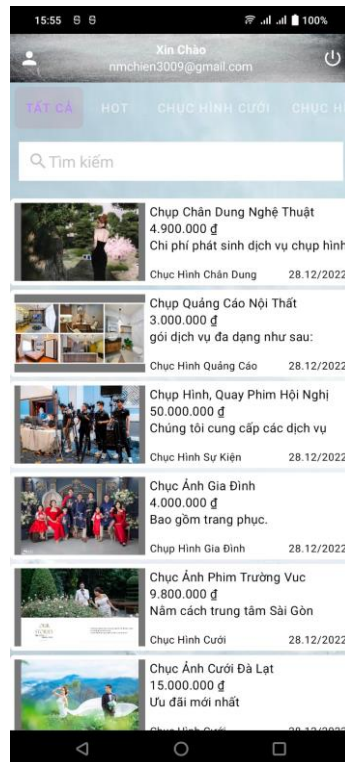 15:55
100%
Xin Chào
nmchien3009@gmail.com
TẤT CẢ HOT CHỤC HÌNH CƯỚI CHỤC H
Tìm kiếm
Chụp Chân Dung Nghệ Thuật
4.900.000 ₫
Chi phí phát sinh dịch vụ chụp hình
Chục Hình Chân Dung 28.12/2022
Chụp Quảng Cáo Nội Thất
3.000.000 ₫
gói dịch vụ đa dạng như sau:
Chục Hình Quảng Cáo 28.12/2022
Chụp Hình, Quay Phim Hội Nghị
50.000.000 ₫
Chúng tôi cung cấp các dịch vụ
Chục Hình Sự Kiện 28.12/2022
Chục Ảnh Gia Đình
4.000.000 ₫
Bao gồm trang phục.
Chụp Hình Gia Đình 28.12/2022
Chục Ảnh Phim Trường Vuc
9.800.000 ₫
Nằm cách trung tâm Sài Gòn
Chục Hình Cưới 28.12/2022
Chục Ảnh Cưới Đà Lạt
15.000.000 ₫
Ưu đãi mới nhất
Chục Hình Cưới 28.12/2022